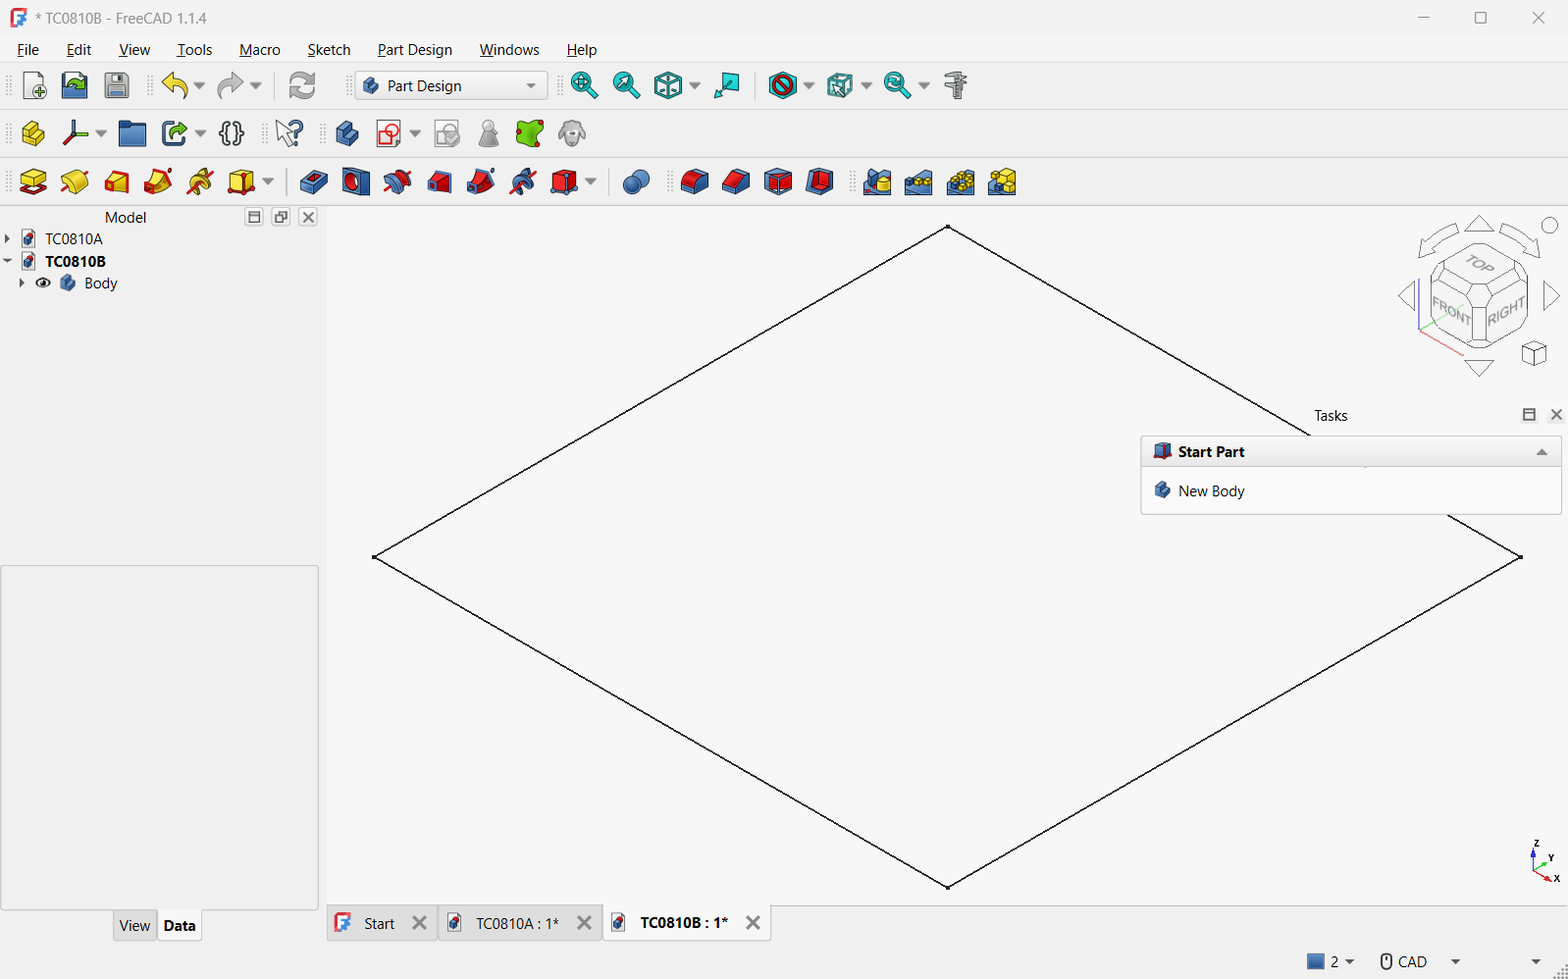 * TC0810B - FreeCAD 1.1.4
File Edit View Tools Macro Sketch Part Design Windows Help
Part Design
Model
TC0810A
TC0810B
Body
TOP
FRONT
RIGHT
Tasks
Start Part
New Body
Z
Y
X
View Data
Start TC0810A : 1* TC0810B : 1*
2 CAD